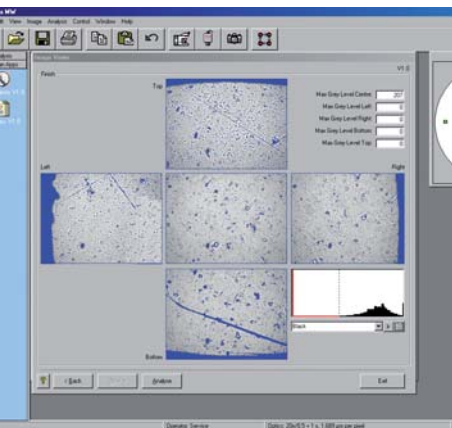 Image Analysis Control Window Help
V1.0
Finish
Top
Max Grey Level Centre: 207
Max Grey Level Left: 0
Max Grey Level Right: 0
Max Grey Level Bottom: 0
Max Grey Level Top: 0
Left
Right
Black
Bottom
?
< Back
Analyse
Exit
Operator: Service